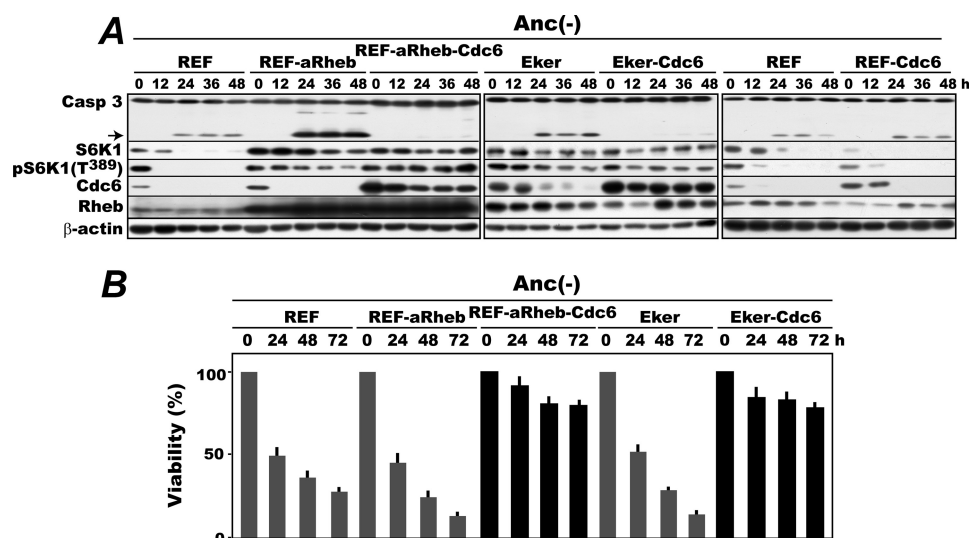 A
Anc(-)
REF REF-aRheb REF-aRheb-Cdc6 Eker Eker-Cdc6 REF REF-Cdc6
0 12 24 36 48 0 12 24 36 48 0 12 24 36 48 0 12 24 36 48 0 12 24 36 48 0 12 24 36 48 0 12 24 36 48 h
Casp 3
S6K1
pS6K1(T389)
Cdc6
Rheb
β-actin
B
Anc(-)
REF REF-aRheb REF-aRheb-Cdc6 Eker Eker-Cdc6
0 24 48 72 0 24 48 72 0 24 48 72 0 24 48 72 0 24 48 72 h
Viability (%)
100
50
0